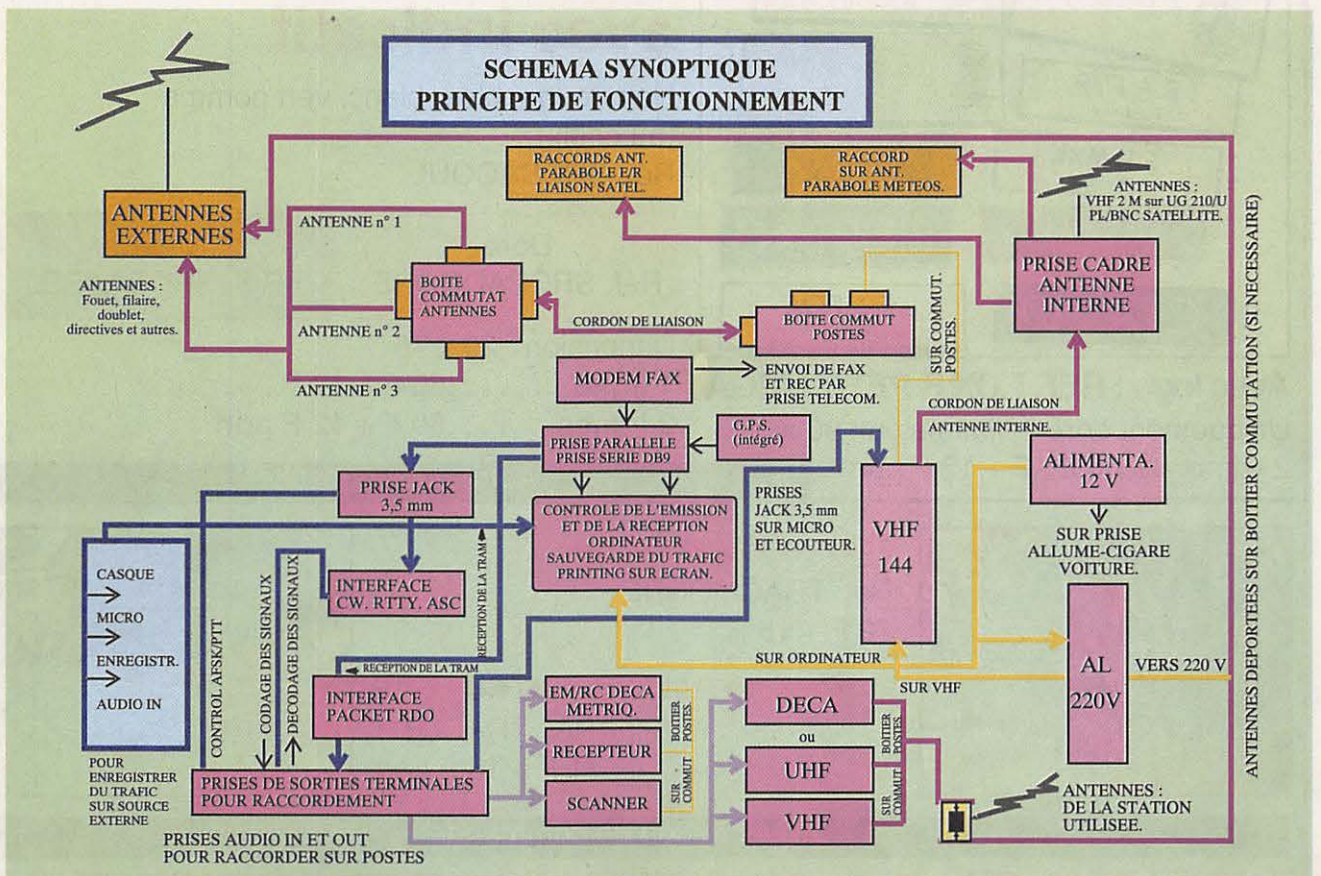 SCHEMA SYNOPTIQUE
PRINCIPE DE FONCTIONNEMENT
RACCORDS ANT.
PARABOLE E/R
LIAISON SATEL.
RACCORD
SUR ANT.
PARABOLE METEOS.
ANTENNES :
VHF 2 M sur UG 210/U
PL/BNC SATELLITE.
ANTENNES
EXTERNES
ANTENNE n° 1
ANTENNES :
Fouet, filaire,
doublet,
directives et autres.
ANTENNE n° 2
ANTENNE n° 3
BOITE
COMMUTAT
ANTENNES
CORDON DE LIAISON
BOITE COMMUT
POSTES
SUR COMMUT.
POSTES.
PRISE CADRE
ANTENNE
INTERNE
ANTENNES DEPORTEES SUR BOITIER COMMUTATION (SI NECESSAIRE)
MODEM FAX
ENVOI DE FAX
ET REC PAR
PRISE TELECOM.
CORDON DE LIAISON
ANTENNE INTERNE.
G.P.S.
(intégré)
PRISE PARALLELE
PRISE SERIE DB9
PRISE JACK
3,5 mm
CONTROLE DE L'EMISSION
ET DE LA RECEPTION
ORDINATEUR
SAUVEGARDE DU TRAFIC
PRINTING SUR ECRAN.
PRISES
JACK 3,5 mm
SUR MICRO
ET ECOUTEUR.
VHF
144
ALIMENTA.
12 V
SUR PRISE
ALLUME-CIGARE
VOITURE.
CASQUE
MICRO
ENREGISTR.
AUDIO IN
INTERFACE
CW. RTTY. ASC
RECEPTION DE LA TRAM
CONTROL AFSK/PTT
CODAGE DES SIGNAUX
DECODAGE DES SIGNAUX
RECEPTION DE LA TRAM
SUR ORDINATEUR
SUR VHF
AL
220V
VERS 220 V
INTERFACE
PACKET RDO
EM/RC DECA
METRIQ.
RECEPTEUR
SCANNER
BOITIER
POSTES.
SUR
COMMUT
DECA
ou
UHF
VHF
BOITIER
POSTES.
SUR
COMMUT
POUR
ENREGISTRER
DU TRAFIC
SUR SOURCE
EXTERNE
PRISES DE SORTIES TERMINALES
POUR RACCORDEMENT
ANTENNES :
DE LA STATION
UTILISEE.
PRISES AUDIO IN ET OUT
POUR RACCORDER SUR POSTES